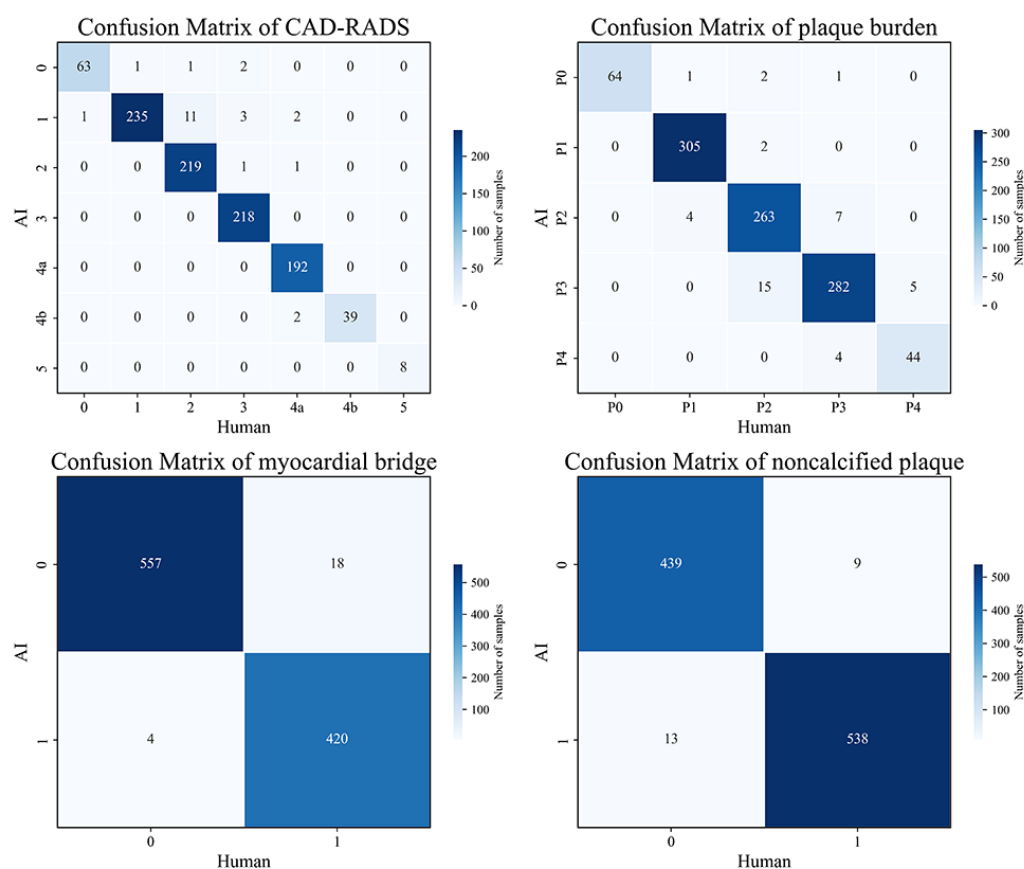 Confusion Matrix of CAD-RADS
0 63 1 1 2 0 0 0
1 1 235 11 3 2 0 0
2 0 0 219 1 1 0 0
3 0 0 0 218 0 0 0
4a 0 0 0 0 192 0 0
4b 0 0 0 0 2 39 0
5 0 0 0 0 0 0 8
0 1 2 3 4a 4b 5
Human
AI
200
150
100
50
0
Number of samples
Confusion Matrix of plaque burden
P0 64 1 2 1 0
P1 0 305 2 0 0
P2 0 4 263 7 0
P3 0 0 15 282 5
P4 0 0 0 4 44
P0 P1 P2 P3 P4
Human
AI
300
250
200
150
100
50
0
Number of samples
Confusion Matrix of myocardial bridge
0 557 18
1 4 420
0 1
Human
AI
500
400
300
200
100
Number of samples
Confusion Matrix of noncalcified plaque
0 439 9
1 13 538
0 1
Human
AI
500
400
300
200
100
Number of samples